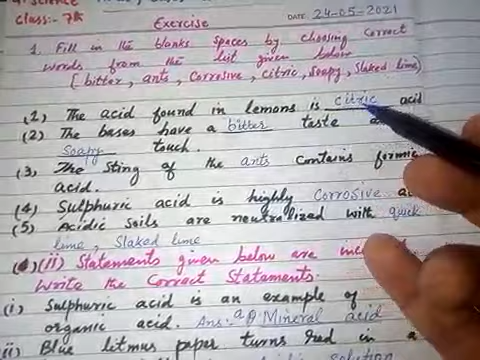 Science
class:- 7th
Exercise
DATE 24-05-2021
1. Fill in the blanks spaces by choosing Correct
words from the list given below
[bitter, ants, Corrosive, citric, soapy, Slaked lime]
(1) The acid found in lemons is citric acid
(2) The bases have a bitter taste
Soapy touch.
(3) The Sting of the ants contains formic
acid.
(4) Sulphuric acid is highly Corrosive
(5) Acidic Soils are neutralized with quick
lime, Slaked lime
(ii) Statements given below are
Write the Correct Statements.
(i) Sulphuric acid is an example of
organic acid. Ans:- Mineral acid
ii) Blue litmus paper turns red in a
Solution